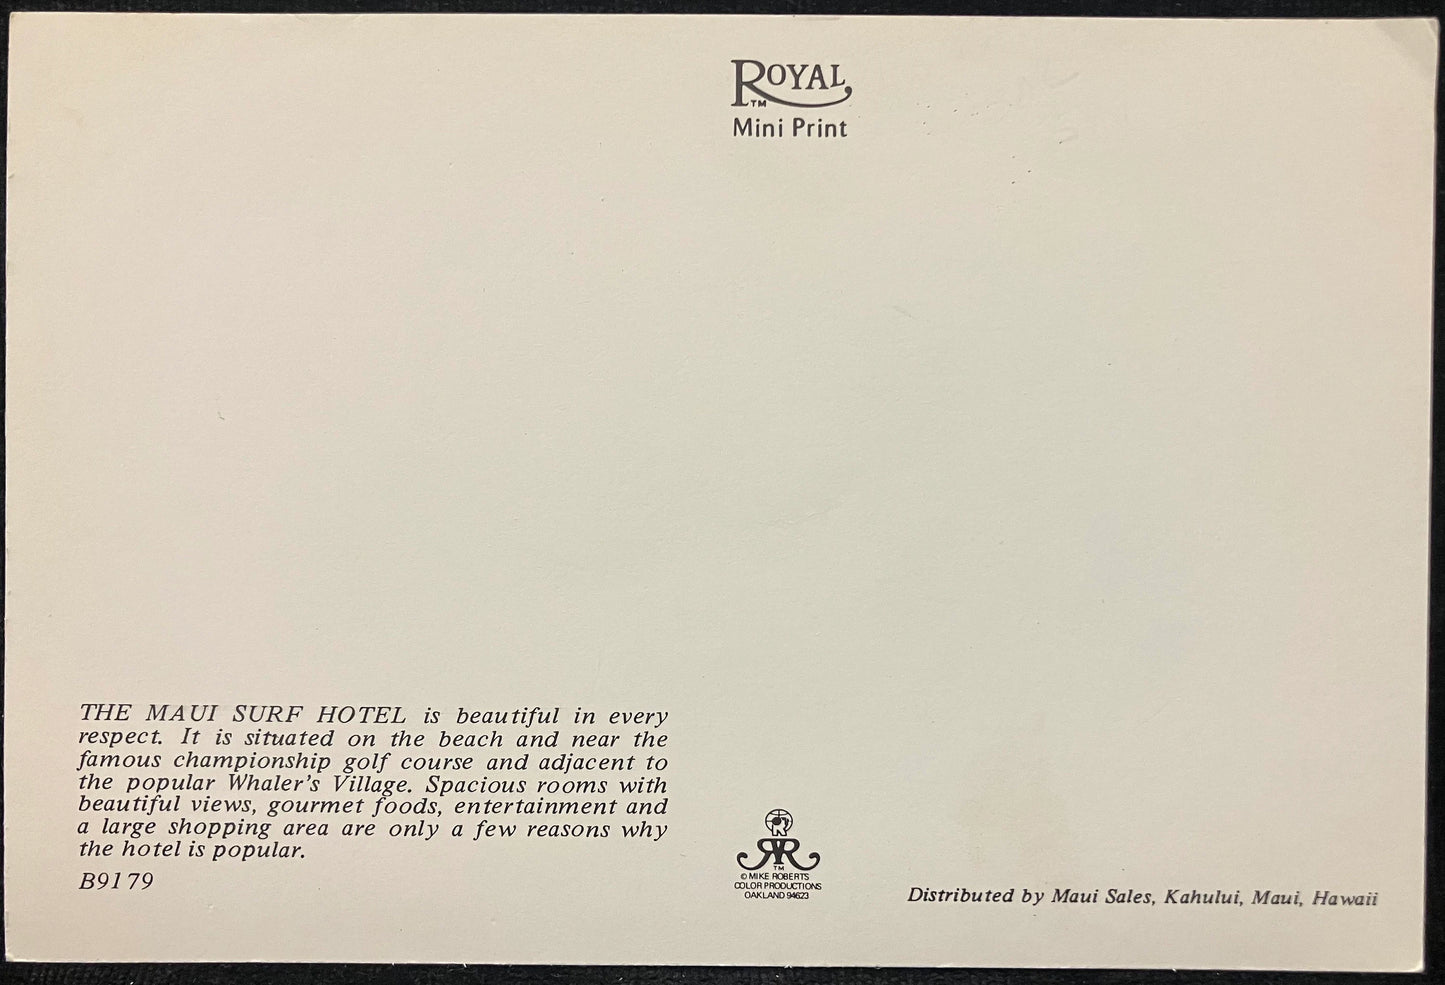 ROYAL
TM
Mini Print
THE MAUI SURF HOTEL is beautiful in every
respect. It is situated on the beach and near the
famous championship golf course and adjacent to
the popular Whaler's Village. Spacious rooms with
beautiful views, gourmet foods, entertainment and
a large shopping area are only a few reasons why
the hotel is popular.
B9179
TM
© MIKE ROBERTS
COLOR PRODUCTIONS
OAKLAND 94623
Distributed by Maui Sales, Kahului, Maui, Hawaii